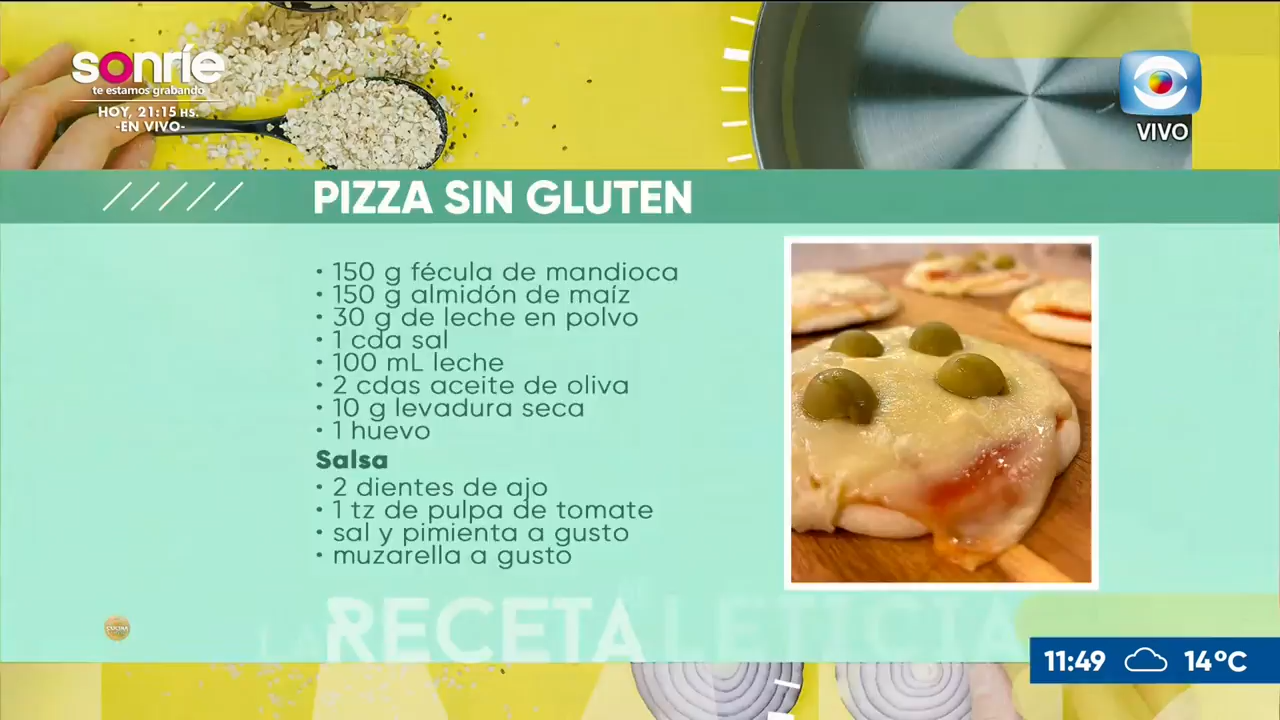 sonríe
te estamos grabando
HOY, 21:15 HS.
-EN VIVO-
VIVO
PIZZA SIN GLUTEN
• 150 g fécula de mandioca
• 150 g almidón de maíz
• 30 g de leche en polvo
• 1 cda sal
• 100 mL leche
• 2 cdas aceite de oliva
• 10 g levadura seca
• 1 huevo
Salsa
• 2 dientes de ajo
• 1 tz de pulpa de tomate
• sal y pimienta a gusto
• muzarella a gusto
LA RECETA DE LETICIA
COCINA
11:49 14°C